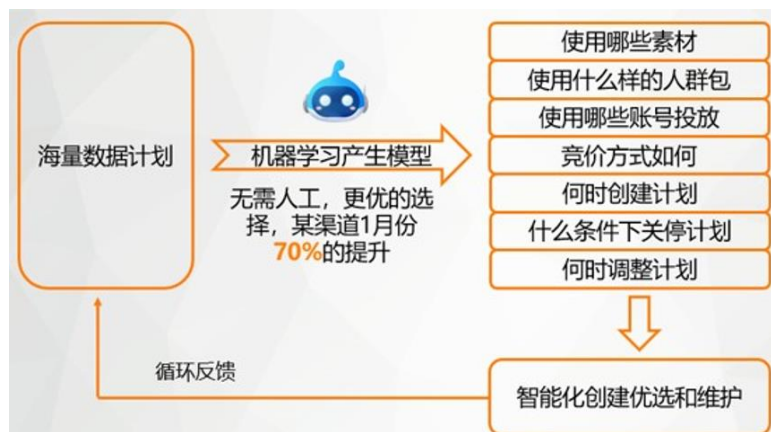 海量数据计划
机器学习产生模型
无需人工，更优的选
择，某渠道1月份
70%的提升
使用哪些素材
使用什么样的人群包
使用哪些账号投放
竞价方式如何
何时创建计划
什么条件下关停计划
何时调整计划
智能化创建优选和维护
循环反馈